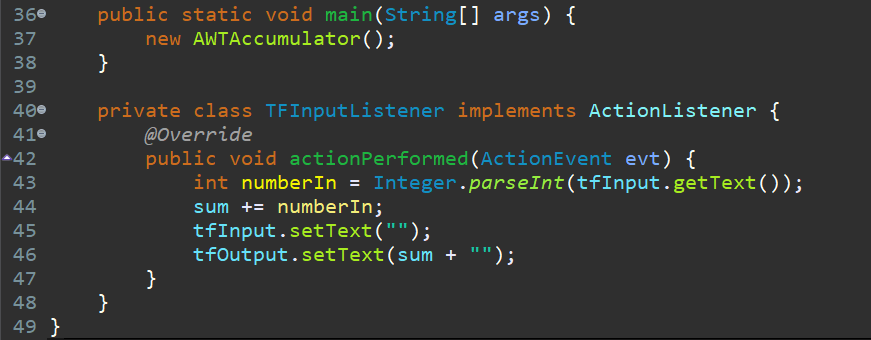 36 public static void main(String[] args) {
37 new AWTAccumulator();
38 }
39
40 private class TFInputListener implements ActionListener {
41 @Override
42 public void actionPerformed(ActionEvent evt) {
43 int numberIn = Integer.parseInt(tfInput.getText());
44 sum += numberIn;
45 tfInput.setText("");
46 tfOutput.setText(sum + "");
47 }
48 }
49 }